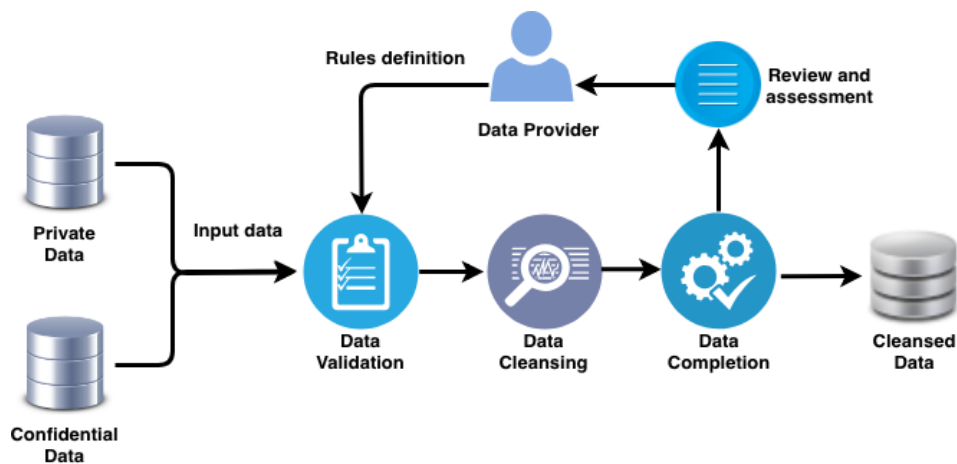 Rules definition
Review and
assessment
Data Provider
Private
Data
Input data
Data
Validation
Data
Cleansing
Data
Completion
Cleansed
Data
Confidential
Data